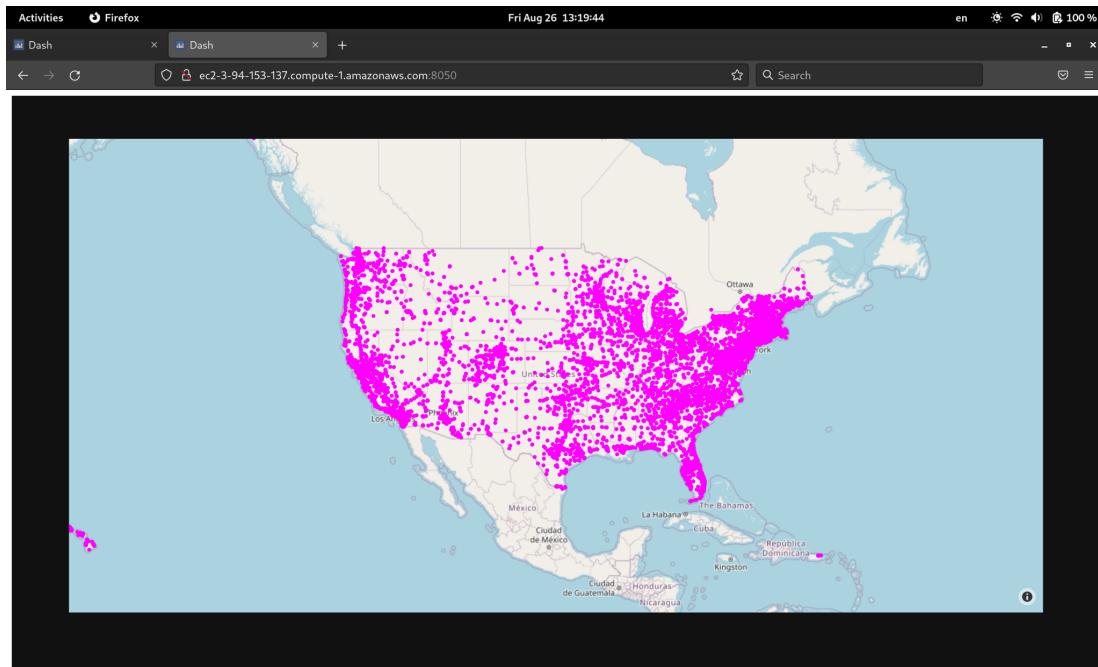 Activities Firefox Fri Aug 26 13:19:44 en 100 %
Dash × Dash × +
ec2-3-94-153-137.compute-1.amazonaws.com:8050 Search
Ottawa
York
United States
Phoenix
México
The Bahamas
La Habana
Cuba
Ciudad
de México
República
Dominicana
Kingston
Ciudad
de Guatemala
Honduras
Nicaragua